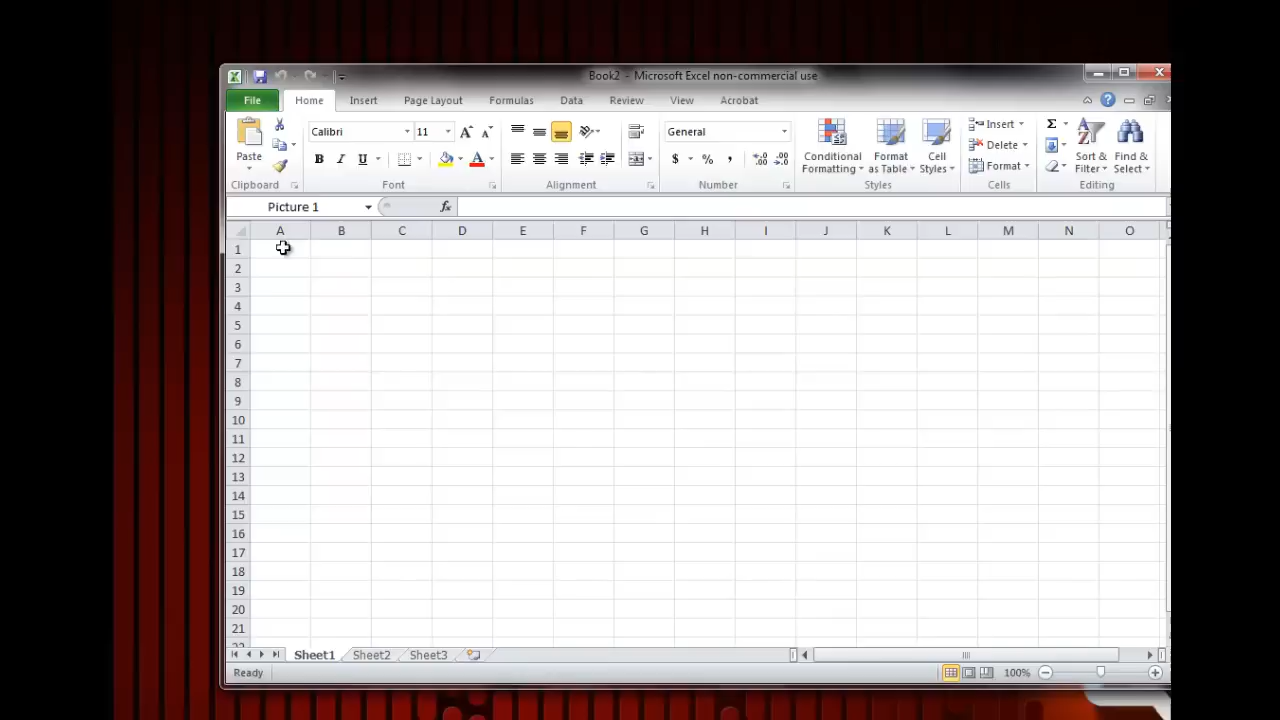 Book2 - Microsoft Excel non-commercial use
File Home Insert Page Layout Formulas Data Review View Acrobat
Calibri 11 General
Paste
Conditional Formatting
Format as Table
Cell Styles
Insert
Delete
Format
Sort & Filter
Find & Select
Clipboard Font Alignment Number Styles Cells Editing
Picture 1 fx
A B C D E F G H I J K L M N O
1
2
3
4
5
6
7
8
9
10
11
12
13
14
15
16
17
18
19
20
21
22
Sheet1 Sheet2 Sheet3
Ready 100%